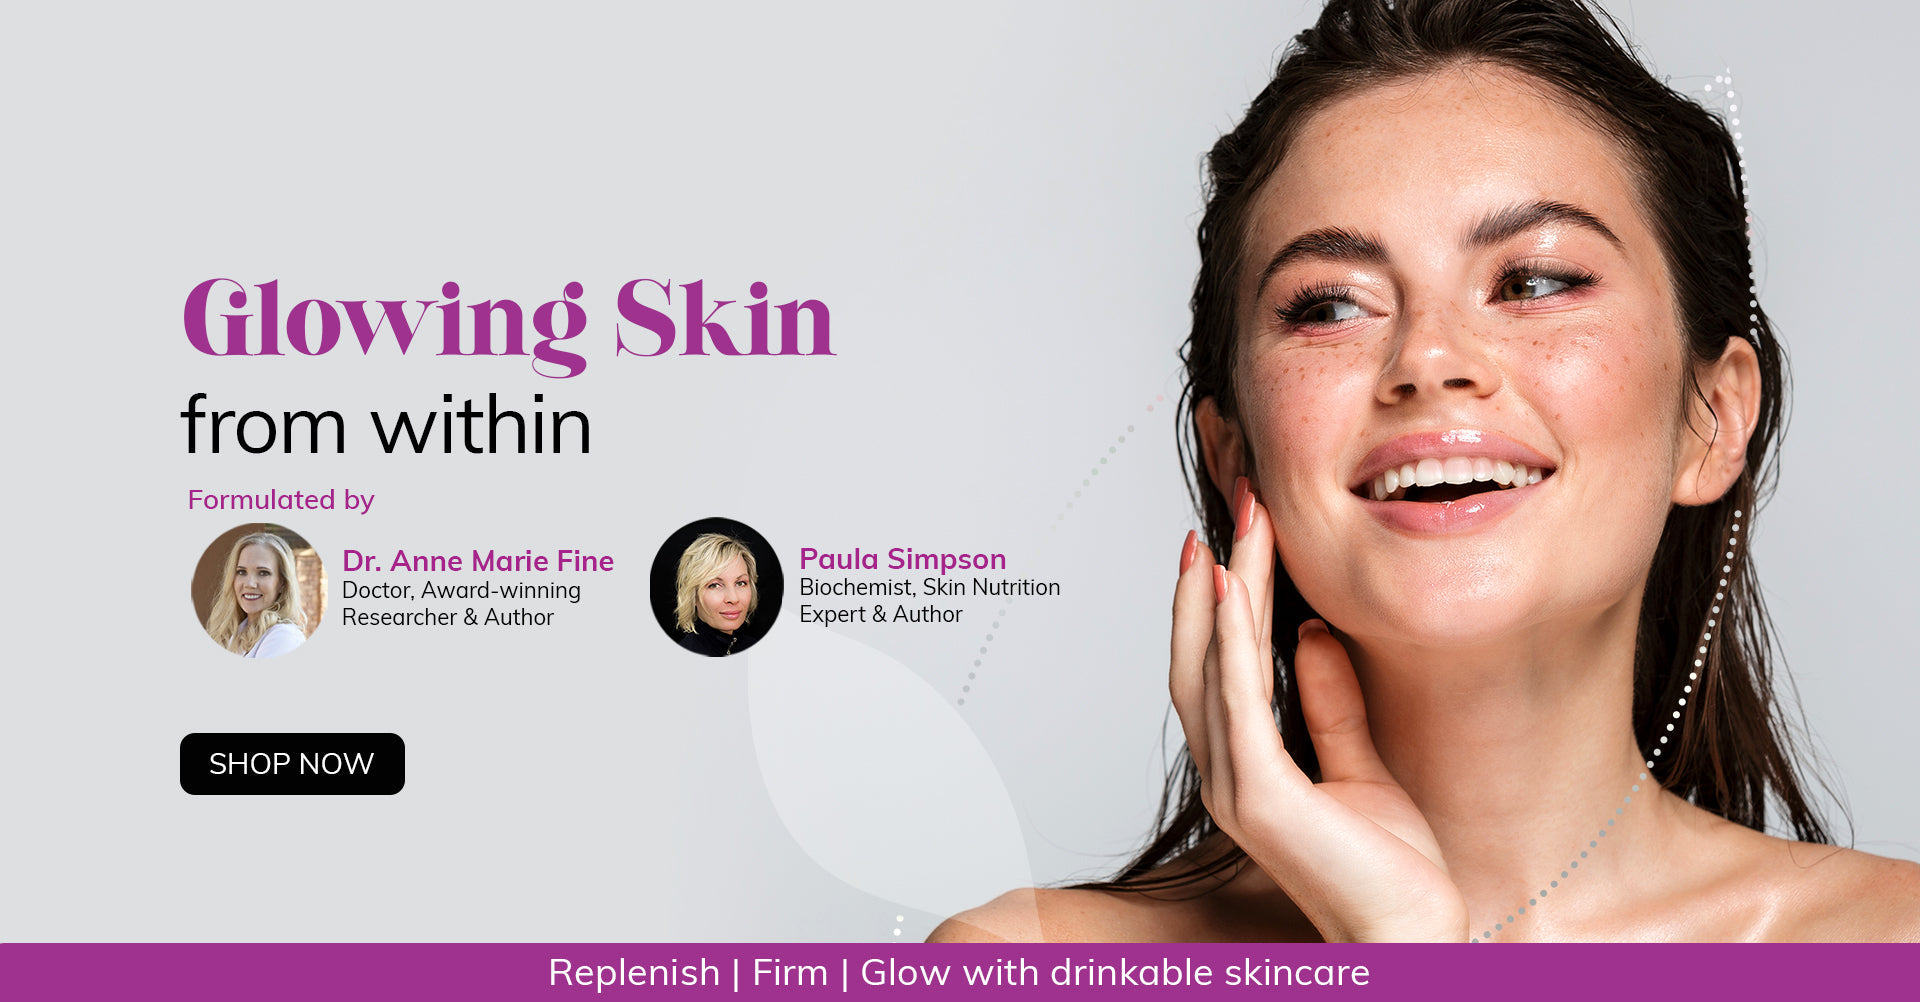 Glowing Skin
from within
Formulated by
Dr. Anne Marie Fine
Doctor, Award-winning
Researcher & Author
Paula Simpson
Biochemist, Skin Nutrition
Expert & Author
SHOP NOW
Replenish | Firm | Glow with drinkable skincare